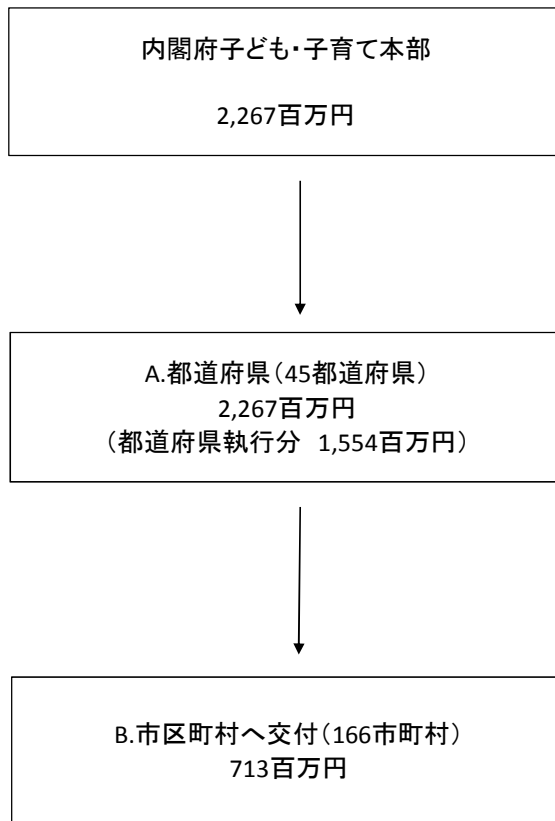 内閣府子ども・子育て本部
2,267百万円
A.都道府県(45都道府県)
2,267百万円
(都道府県執行分 1,554百万円)
B.市区町村へ交付(166市町村)
713百万円